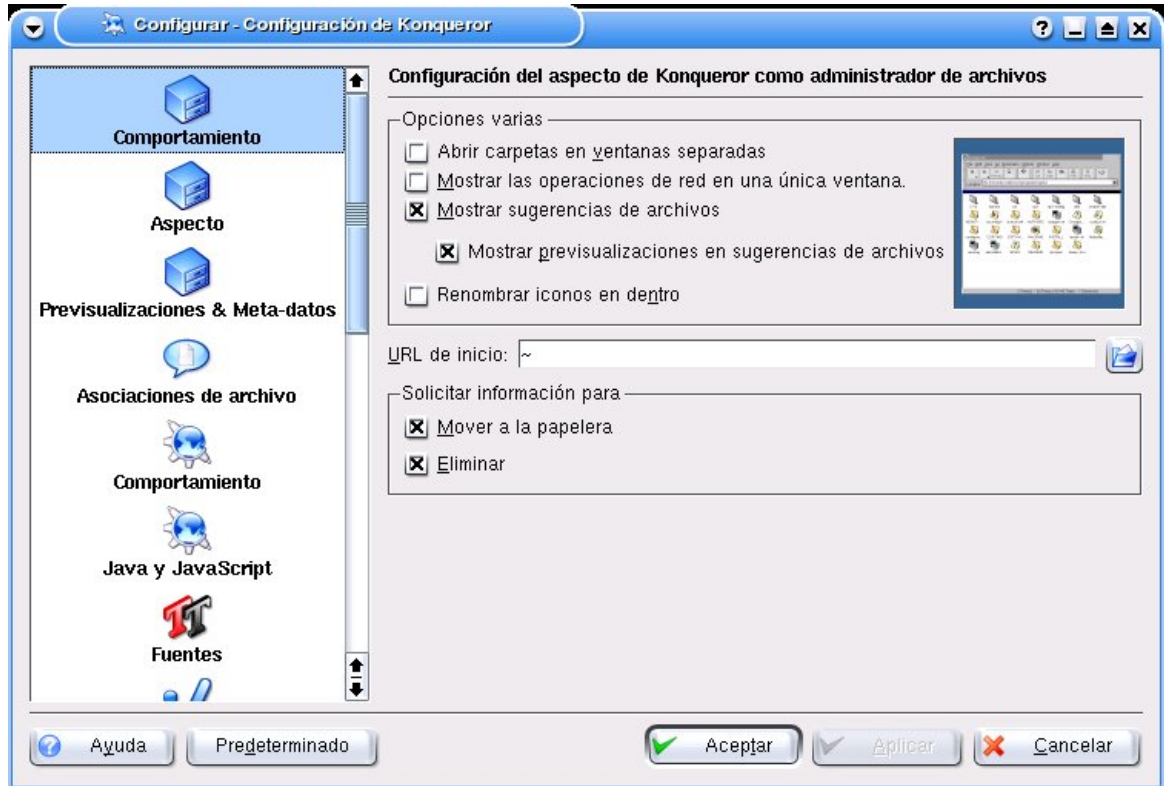 Configurar - Configuración de Konqueror
Comportamiento
Aspecto
Previsualizaciones & Meta-datos
Asociaciones de archivo
Comportamiento
Java y JavaScript
Fuentes
Configuración del aspecto de Konqueror como administrador de archivos
Opciones varias
Abrir carpetas en ventanas separadas
Mostrar las operaciones de red en una única ventana.
Mostrar sugerencias de archivos
Mostrar previsualizaciones en sugerencias de archivos
Renombrar iconos en dentro
URL de inicio: ~
Solicitar información para
Mover a la papelera
Eliminar
Ayuda
Predeterminado
Aceptar
Aplicar
Cancelar